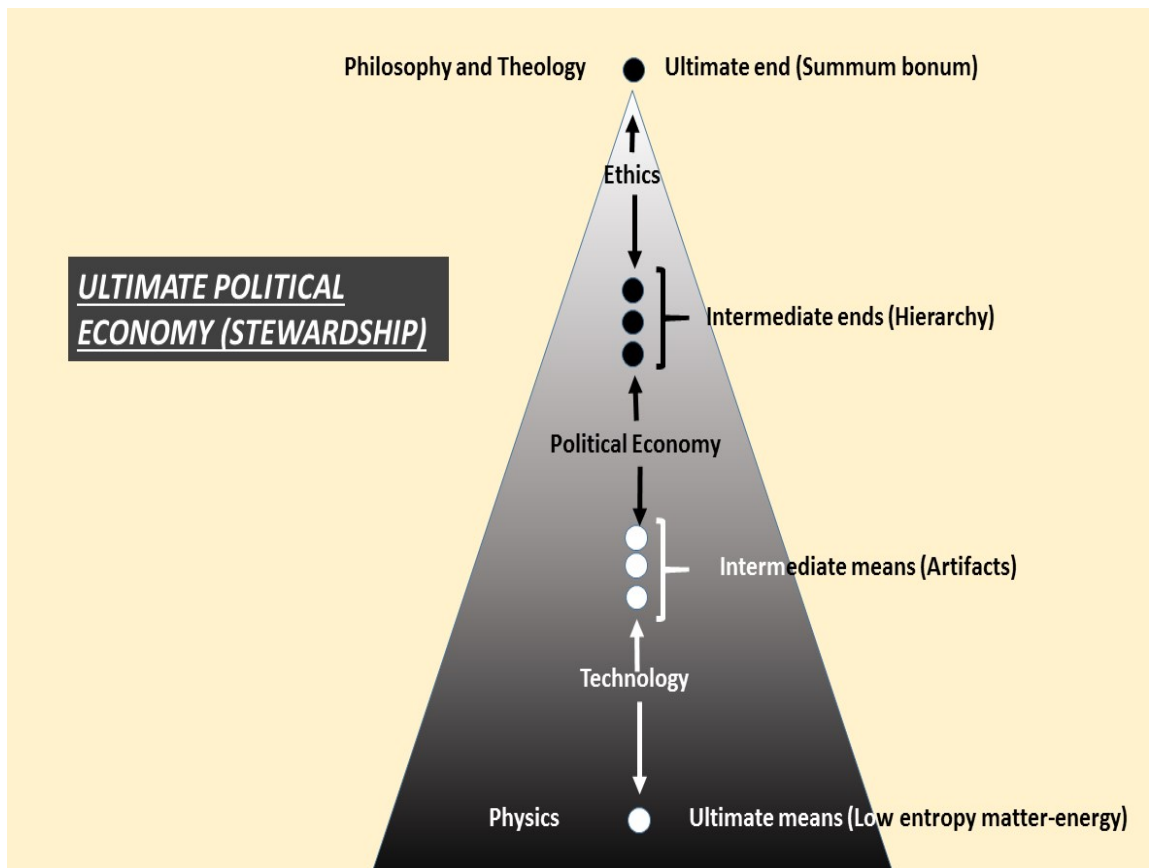 Philosophy and Theology Ultimate end (Summum bonum)
Ethics
ULTIMATE POLITICAL
ECONOMY (STEWARDSHIP)
Intermediate ends (Hierarchy)
Political Economy
Intermediate means (Artifacts)
Technology
Physics Ultimate means (Low entropy matter-energy)